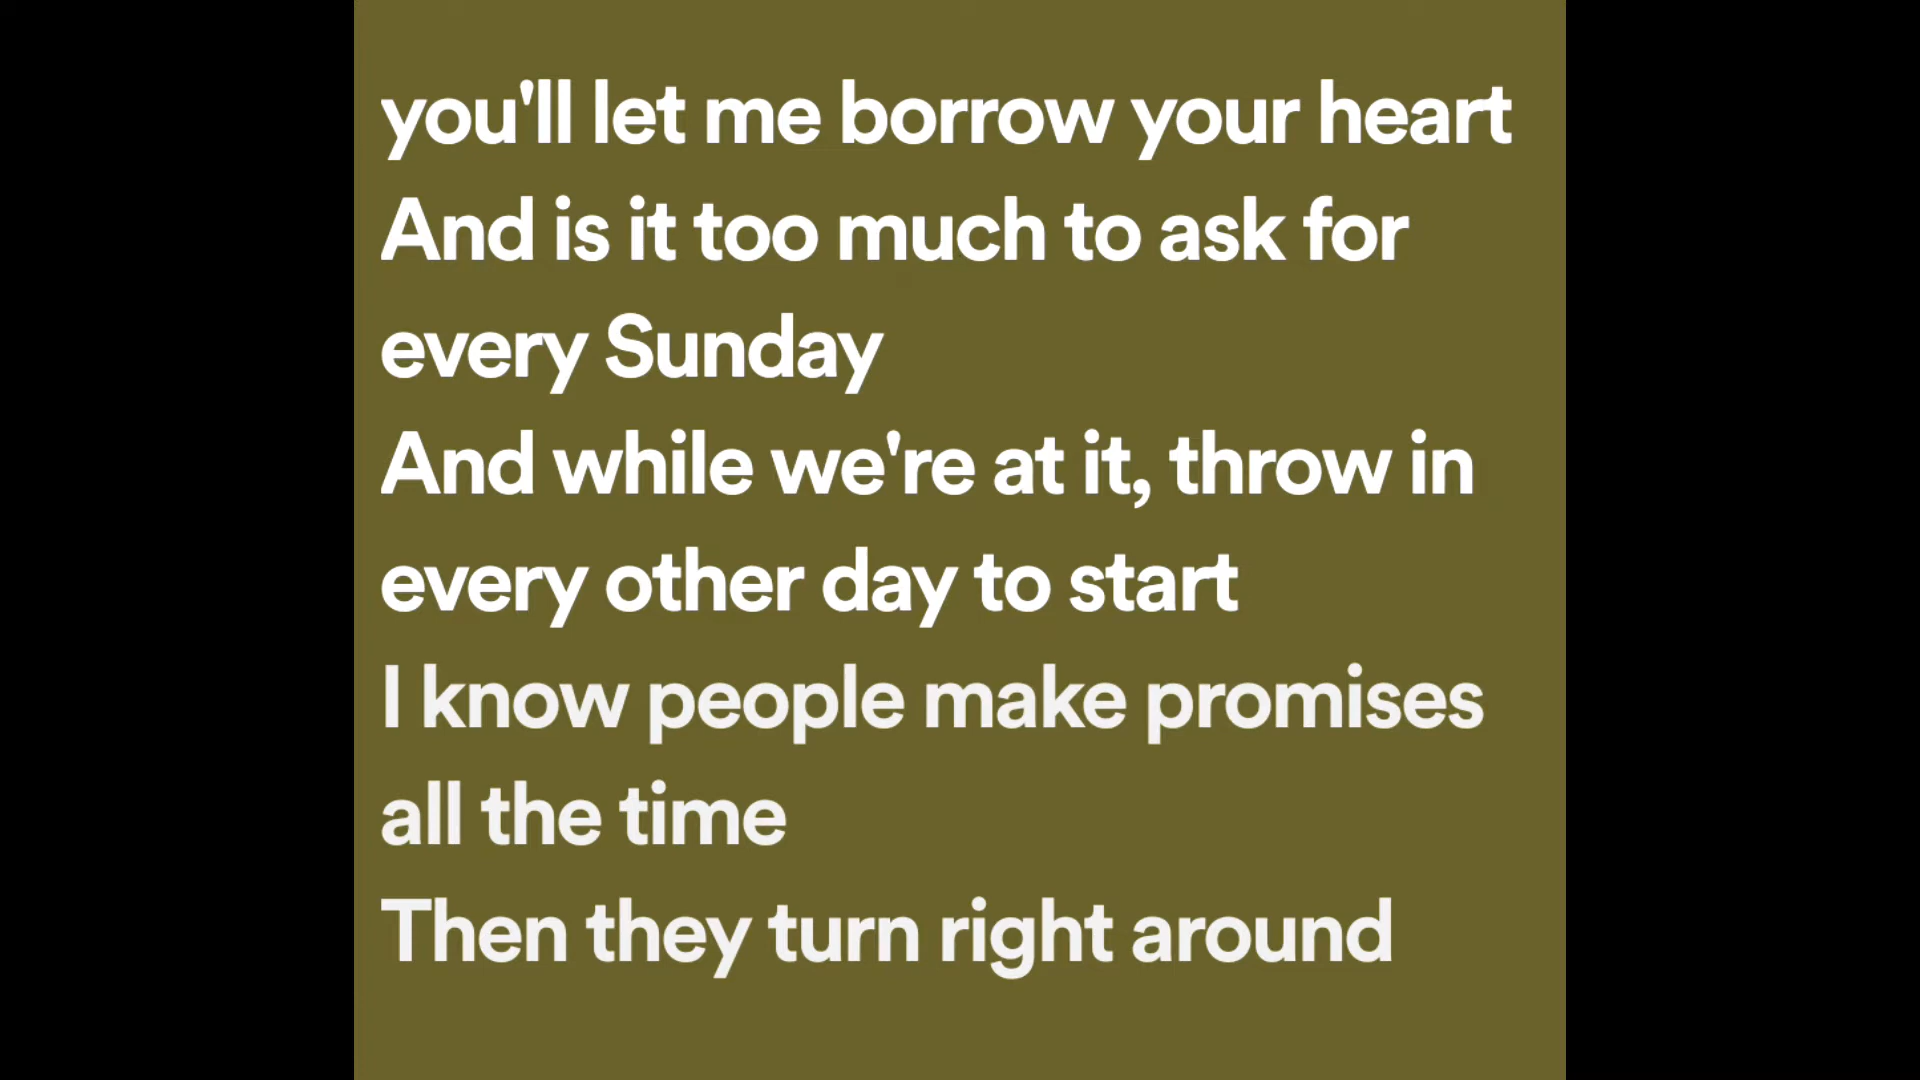 you'll let me borrow your heart
And is it too much to ask for
every Sunday
And while we're at it, throw in
every other day to start
I know people make promises
all the time
Then they turn right around